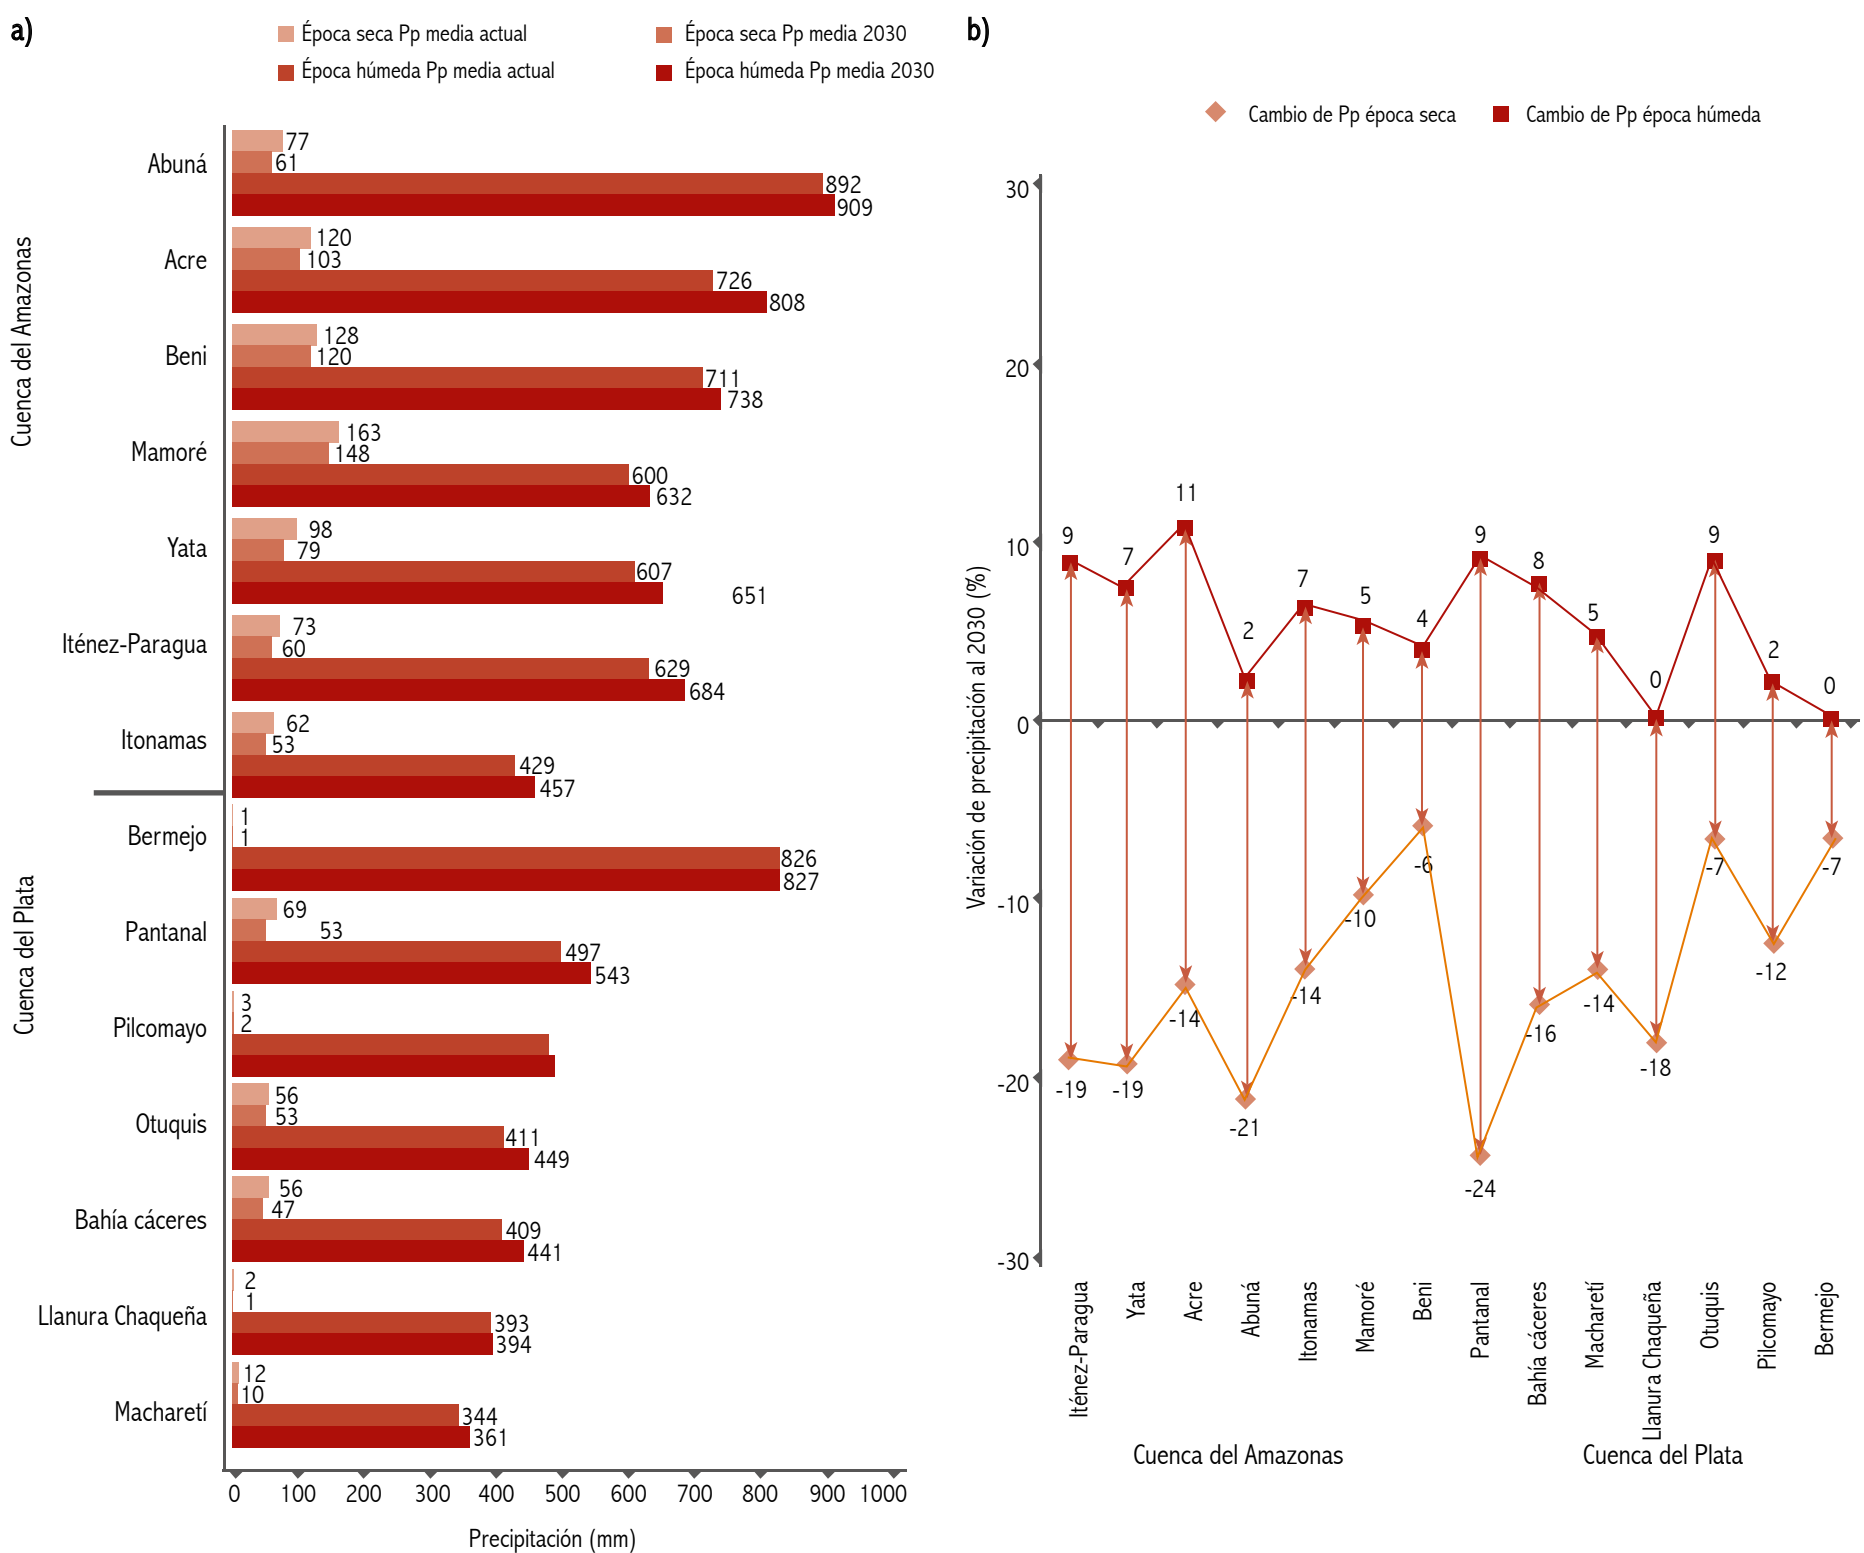 a)
Época seca Pp media actual
Época seca Pp media 2030
Época húmeda Pp media actual
Época húmeda Pp media 2030
Cuenca del Amazonas
Abuná
77
61
892
909
Acre
120
103
726
808
Beni
128
120
711
738
Mamoré
163
148
600
632
Yata
98
79
607
651
Iténez-Paragua
73
60
629
684
Itonamas
62
53
429
457
Cuenca del Plata
Bermejo
1
1
826
827
Pantanal
69
53
497
543
Pilcomayo
3
2
Otuquis
56
53
411
449
Bahía cáceres
56
47
409
441
Llanura Chaqueña
2
1
393
394
Macharetí
12
10
344
361
0 100 200 300 400 500 600 700 800 900 1000
Precipitación (mm)
b)
Cambio de Pp época seca
Cambio de Pp época húmeda
Variación de precipitación al 2030 (%)
30
20
10
0
-10
-20
-30
9 7 11 2 7 5 4 9 8 5 0 9 2 0
-19 -19 -14 -21 -14 -10 -6 -24 -16 -14 -18 -7 -12 -7
Iténez-Paragua
Yata
Acre
Abuná
Itonamas
Mamoré
Beni
Pantanal
Bahía cáceres
Macharetí
Llanura Chaqueña
Otuquis
Pilcomayo
Bermejo
Cuenca del Amazonas
Cuenca del Plata